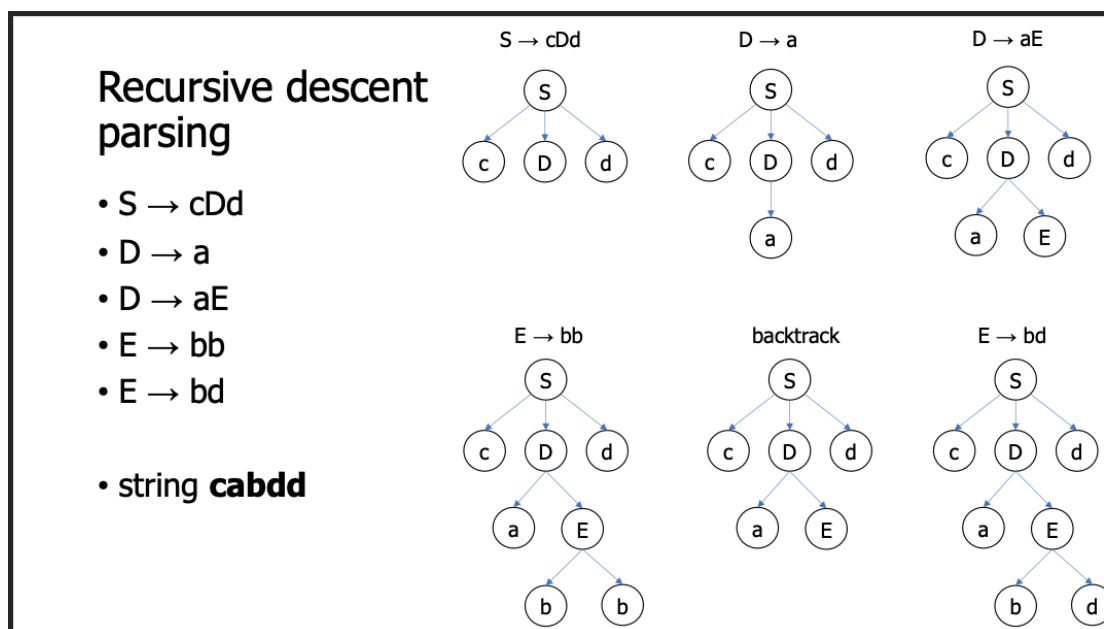 Recursive descent
parsing
• S → cDd
• D → a
• D → aE
• E → bb
• E → bd
• string cabdd
S → cDd
S
c D d
D → a
S
c D d
a
D → aE
S
c D d
a E
E → bb
S
c D d
a E
b b
backtrack
S
c D d
a E
E → bd
S
c D d
a E
b d